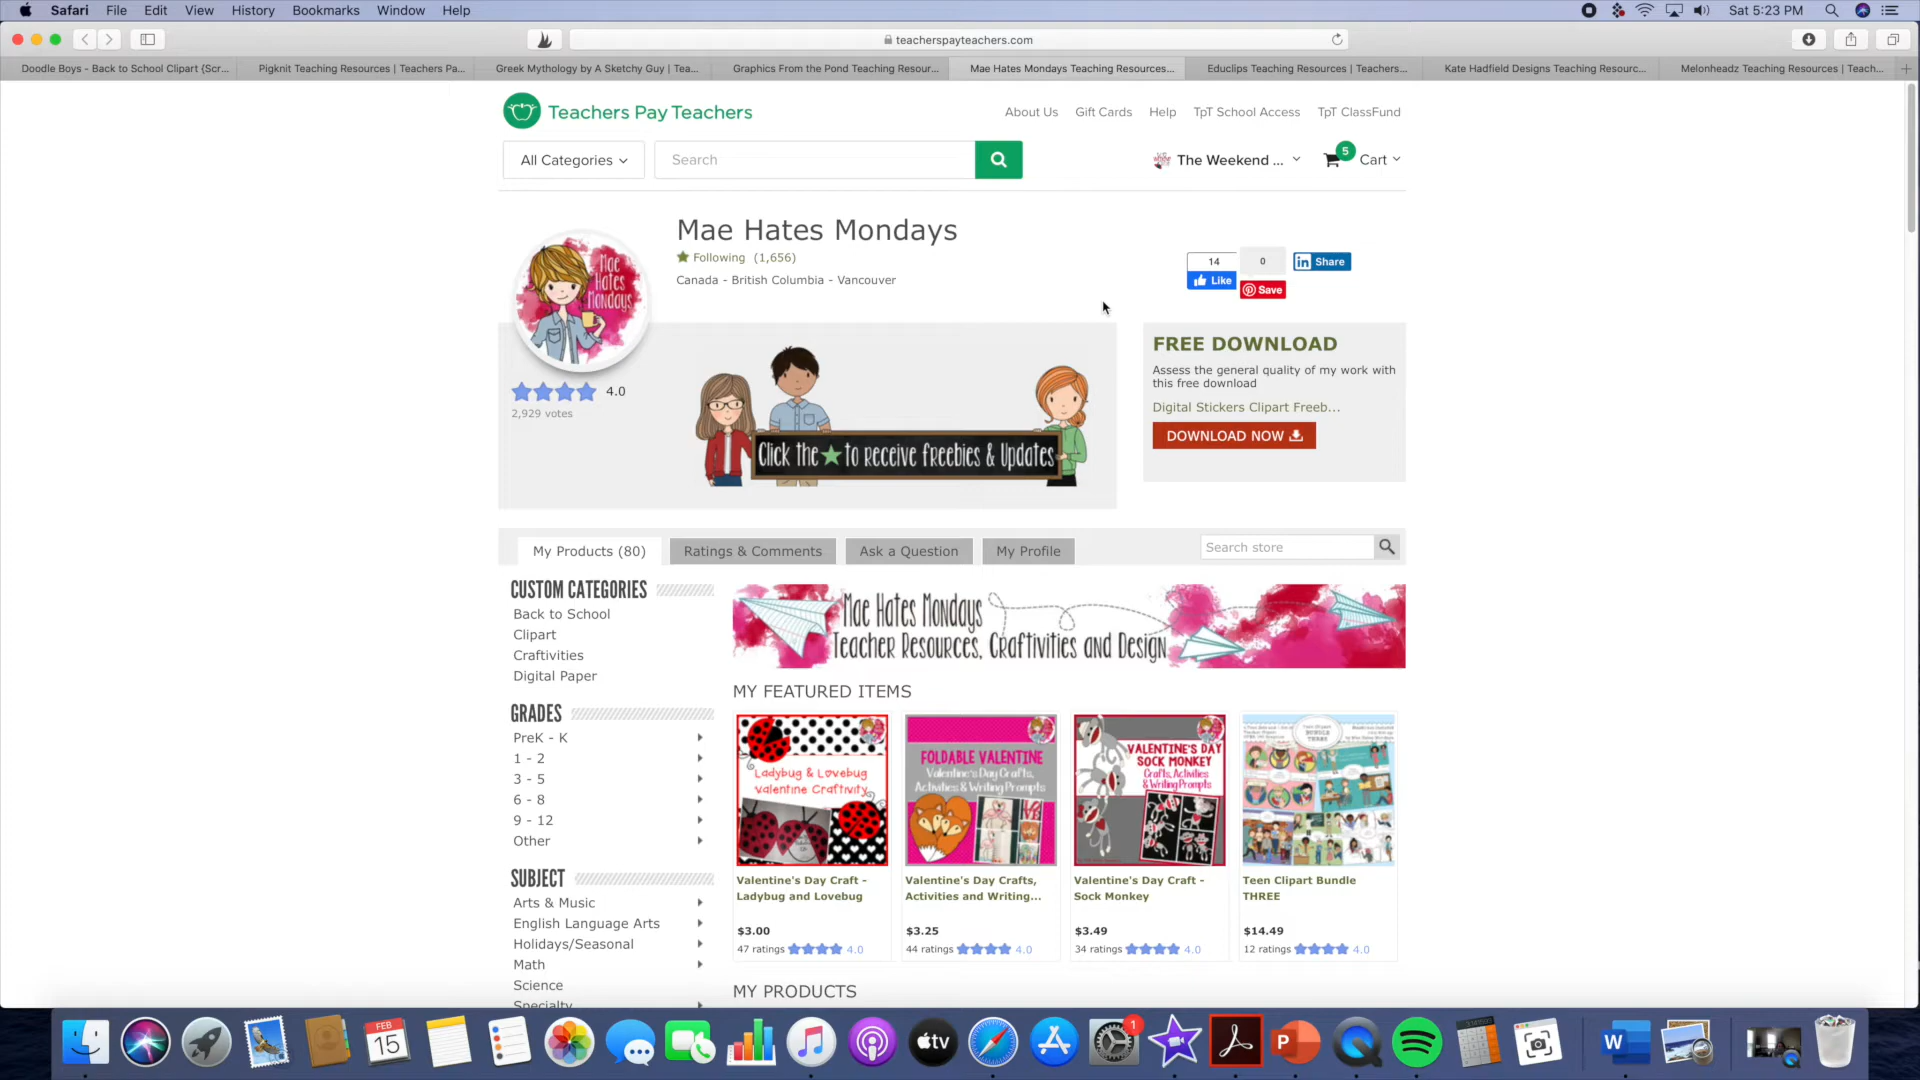 Safari File Edit View History Bookmarks Window Help Sat 5:23 PM
teacherspayteachers.com
Doodle Boys - Back to School Clipart {Scr... Pigknit Teaching Resources | Teachers Pa... Greek Mythology by A Sketchy Guy | Tea... Graphics From the Pond Teaching Resour... Mae Hates Mondays Teaching Resources... Educlips Teaching Resources | Teachers... Kate Hadfield Designs Teaching Resourc... Melonheadz Teaching Resources | Teach...
Teachers Pay Teachers About Us Gift Cards Help TpT School Access TpT ClassFund
All Categories Search The Weekend ... 5 Cart
Mae Hates Mondays
Following (1,656)
Canada - British Columbia - Vancouver
14 0 Share
Like
Save
Mae
Hates
Mondays
4.0
2,929 votes
Click the to receive freebies & Updates
FREE DOWNLOAD
Assess the general quality of my work with
this free download
Digital Stickers Clipart Freeb...
DOWNLOAD NOW
My Products (80) Ratings & Comments Ask a Question My Profile Search store
CUSTOM CATEGORIES
Back to School
Clipart
Craftivities
Digital Paper
GRADES
PreK - K
1 - 2
3 - 5
6 - 8
9 - 12
Other
SUBJECT
Arts & Music
English Language Arts
Holidays/Seasonal
Math
Science
Specialty
Mae Hates Mondays
Teacher Resources, Craftivities and Design
MY FEATURED ITEMS
Ladybug & Lovebug
Valentine Craftivity
Valentine's Day Craft -
Ladybug and Lovebug
$3.00
47 ratings 4.0
FOLDABLE VALENTINE
Valentine's Day Crafts,
Activities & Writing Prompts
Valentine's Day Crafts,
Activities and Writing...
$3.25
44 ratings 4.0
VALENTINE'S DAY
SOCK MONKEY
Crafts, Activities
& Writing Prompts
Valentine's Day Craft -
Sock Monkey
$3.49
34 ratings 4.0
Teen Clipart
BUNDLE
THREE
Teen Clipart Bundle
THREE
$14.49
12 ratings 4.0
MY PRODUCTS
FEB
15
tv
1
P
W